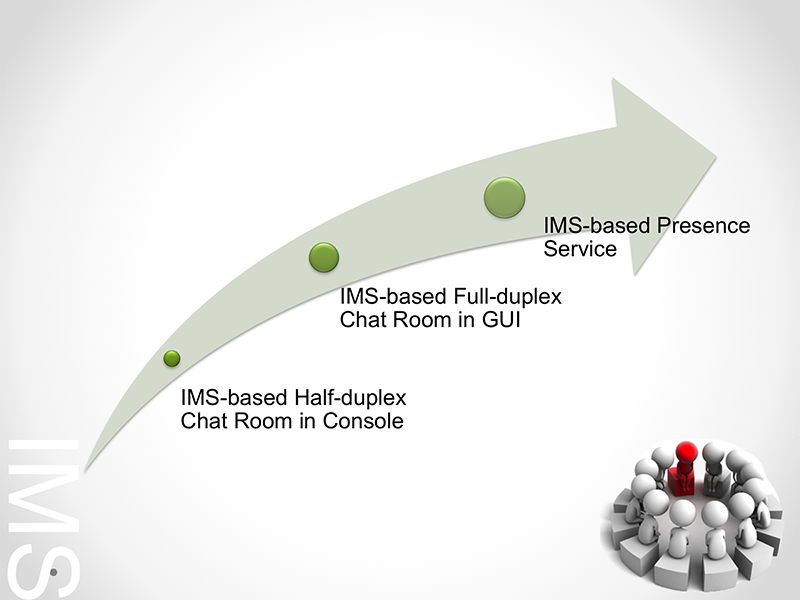 IMS-based Presence
Service
IMS-based Full-duplex
Chat Room in GUI
IMS-based Half-duplex
Chat Room in Console
IMS